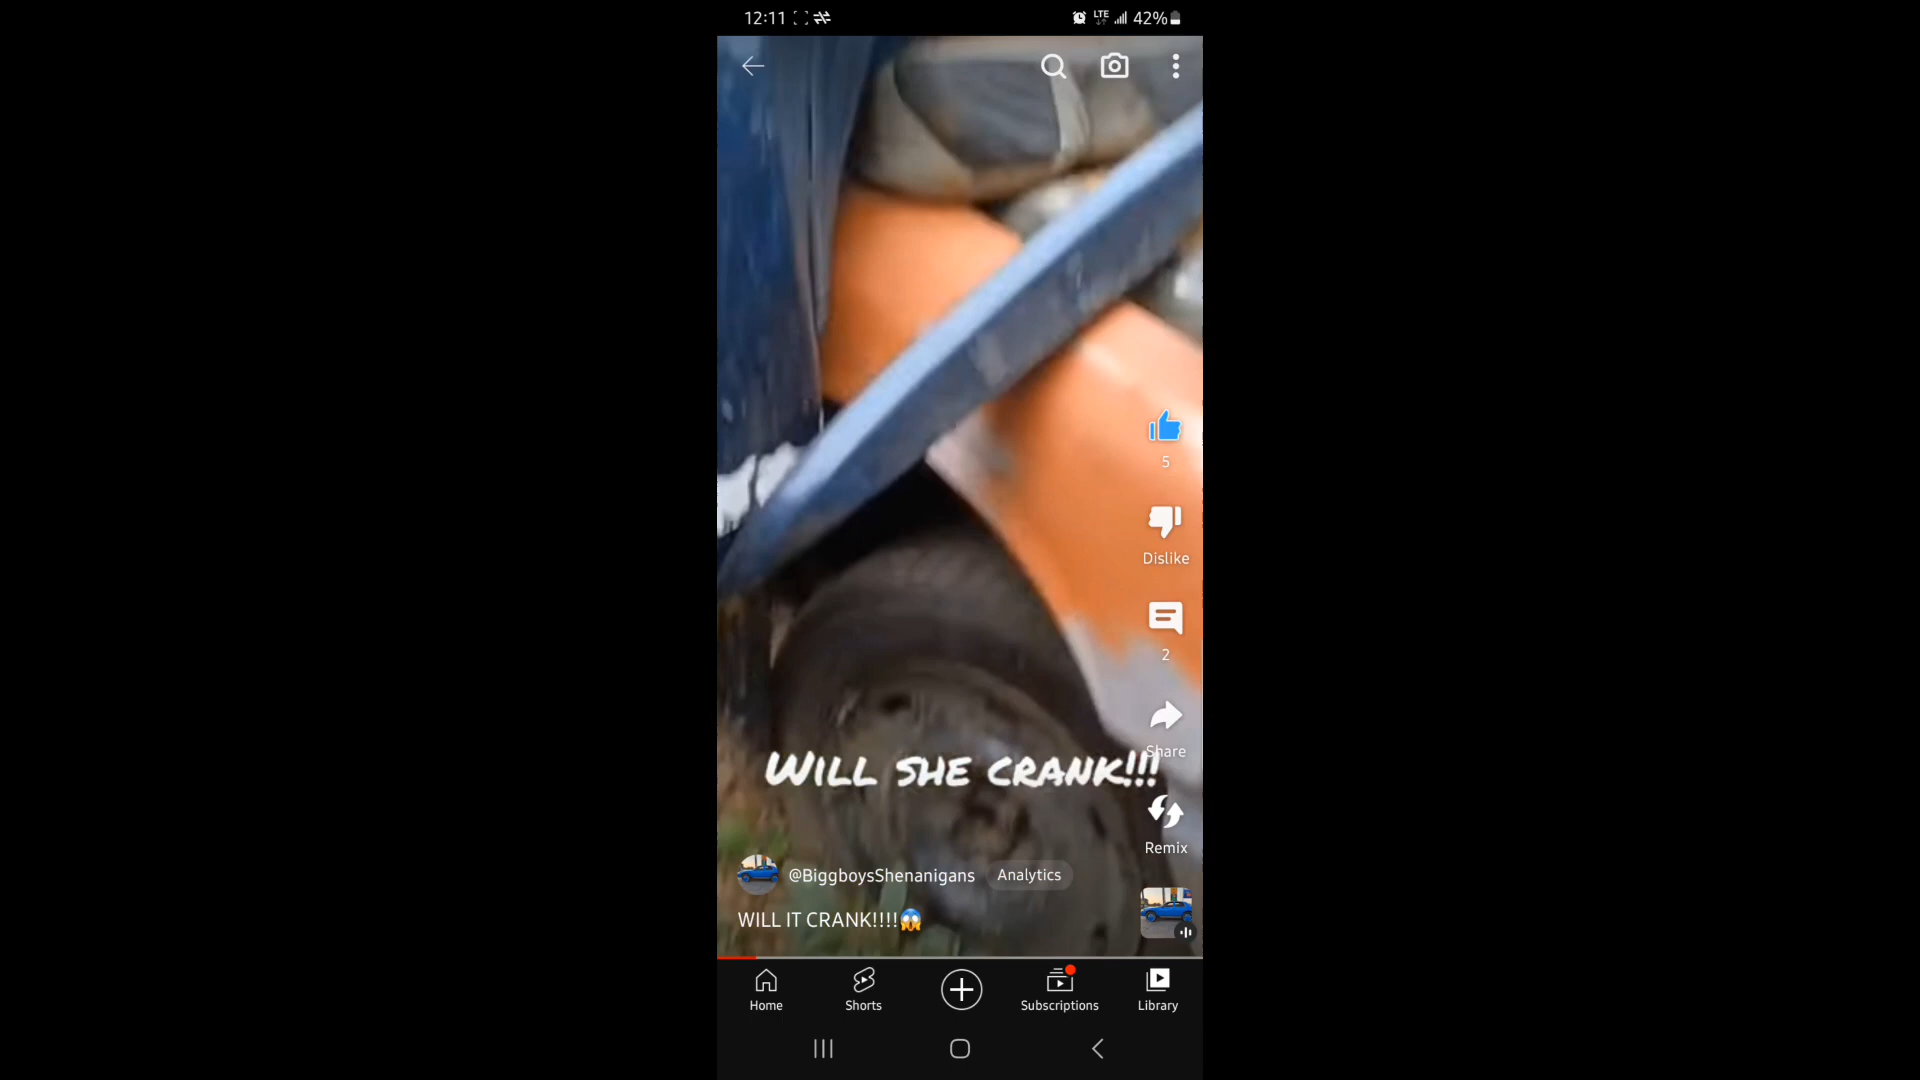 12:11
LTE
42%
5
Dislike
2
Share
WILL SHE CRANK!!!
Remix
@BiggboysShenanigans Analytics
WILL IT CRANK!!!!😱
Home Shorts Subscriptions Library